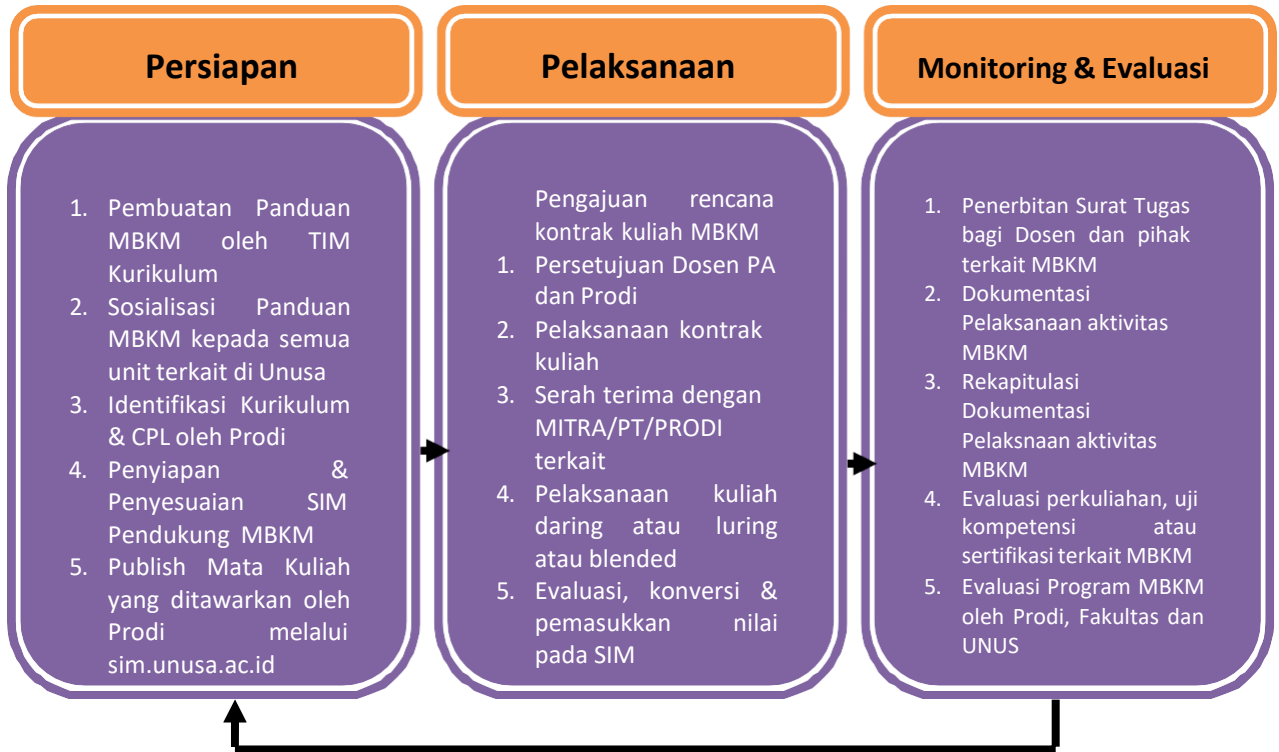 Persiapan
1. Pembuatan Panduan
MBKM oleh TIM
Kurikulum
2. Sosialisasi Panduan
MBKM kepada semua
unit terkait di Unusa
3. Identifikasi Kurikulum
& CPL oleh Prodi
4. Penyiapan &
Penyesuaian SIM
Pendukung MBKM
5. Publish Mata Kuliah
yang ditawarkan oleh
Prodi melalui
sim.unusa.ac.id
Pelaksanaan
Pengajuan rencana
kontrak kuliah MBKM
1. Persetujuan Dosen PA
dan Prodi
2. Pelaksanaan kontrak
kuliah
3. Serah terima dengan
MITRA/PT/PRODI
terkait
4. Pelaksanaan kuliah
daring atau luring
atau blended
5. Evaluasi, konversi &
pemasukkan nilai
pada SIM
Monitoring & Evaluasi
1. Penerbitan Surat Tugas
bagi Dosen dan pihak
terkait MBKM
2. Dokumentasi
Pelaksanaan aktivitas
MBKM
3. Rekapitulasi
Dokumentasi
Pelaksnaan aktivitas
MBKM
4. Evaluasi perkuliahan, uji
kompetensi atau
sertifikasi terkait MBKM
5. Evaluasi Program MBKM
oleh Prodi, Fakultas dan
UNUS